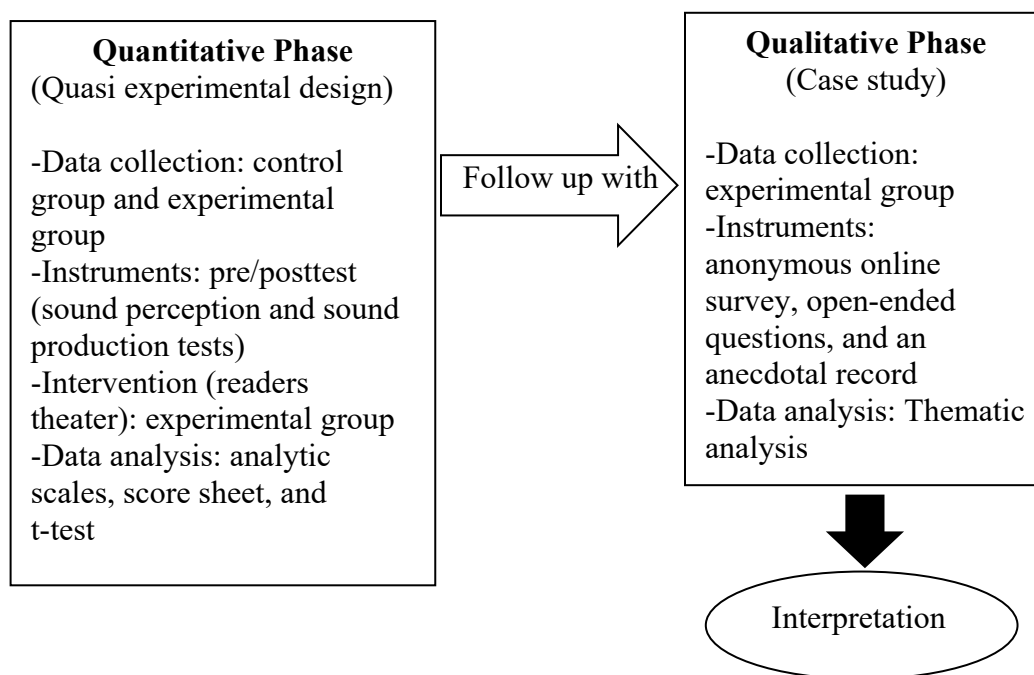 Quantitative Phase
(Quasi experimental design)
-Data collection: control
group and experimental
group
-Instruments: pre/posttest
(sound perception and sound
production tests)
-Intervention (readers
theater): experimental group
-Data analysis: analytic
scales, score sheet, and
t-test
Follow up with
Qualitative Phase
(Case study)
-Data collection:
experimental group
-Instruments:
anonymous online
survey, open-ended
questions, and an
anecdotal record
-Data analysis: Thematic
analysis
Interpretation